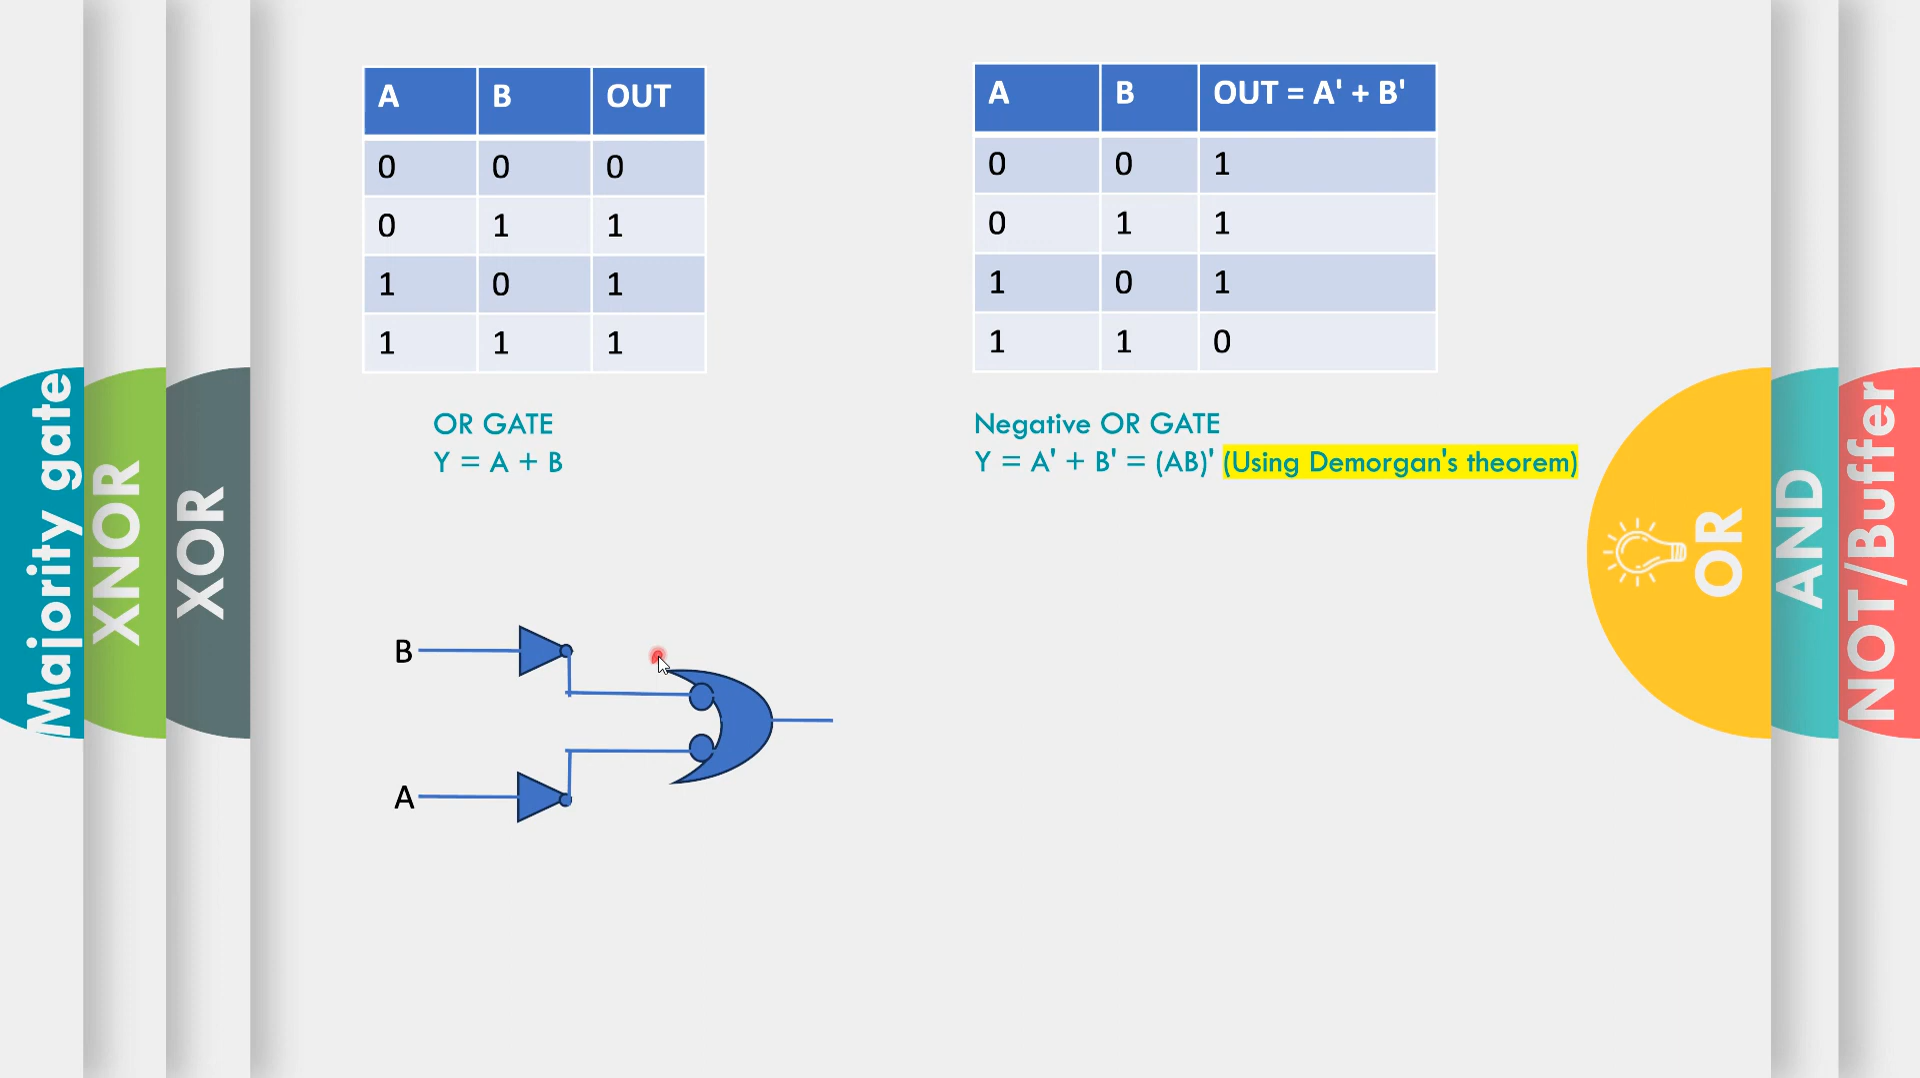 Majority gate
XNOR
XOR
A B OUT
0 0 0
0 1 1
1 0 1
1 1 1
OR GATE
Y = A + B
A B OUT = A' + B'
0 0 1
0 1 1
1 0 1
1 1 0
Negative OR GATE
Y = A' + B' = (AB)' (Using Demorgan's theorem)
B
A
OR
AND
NOT/Buffer